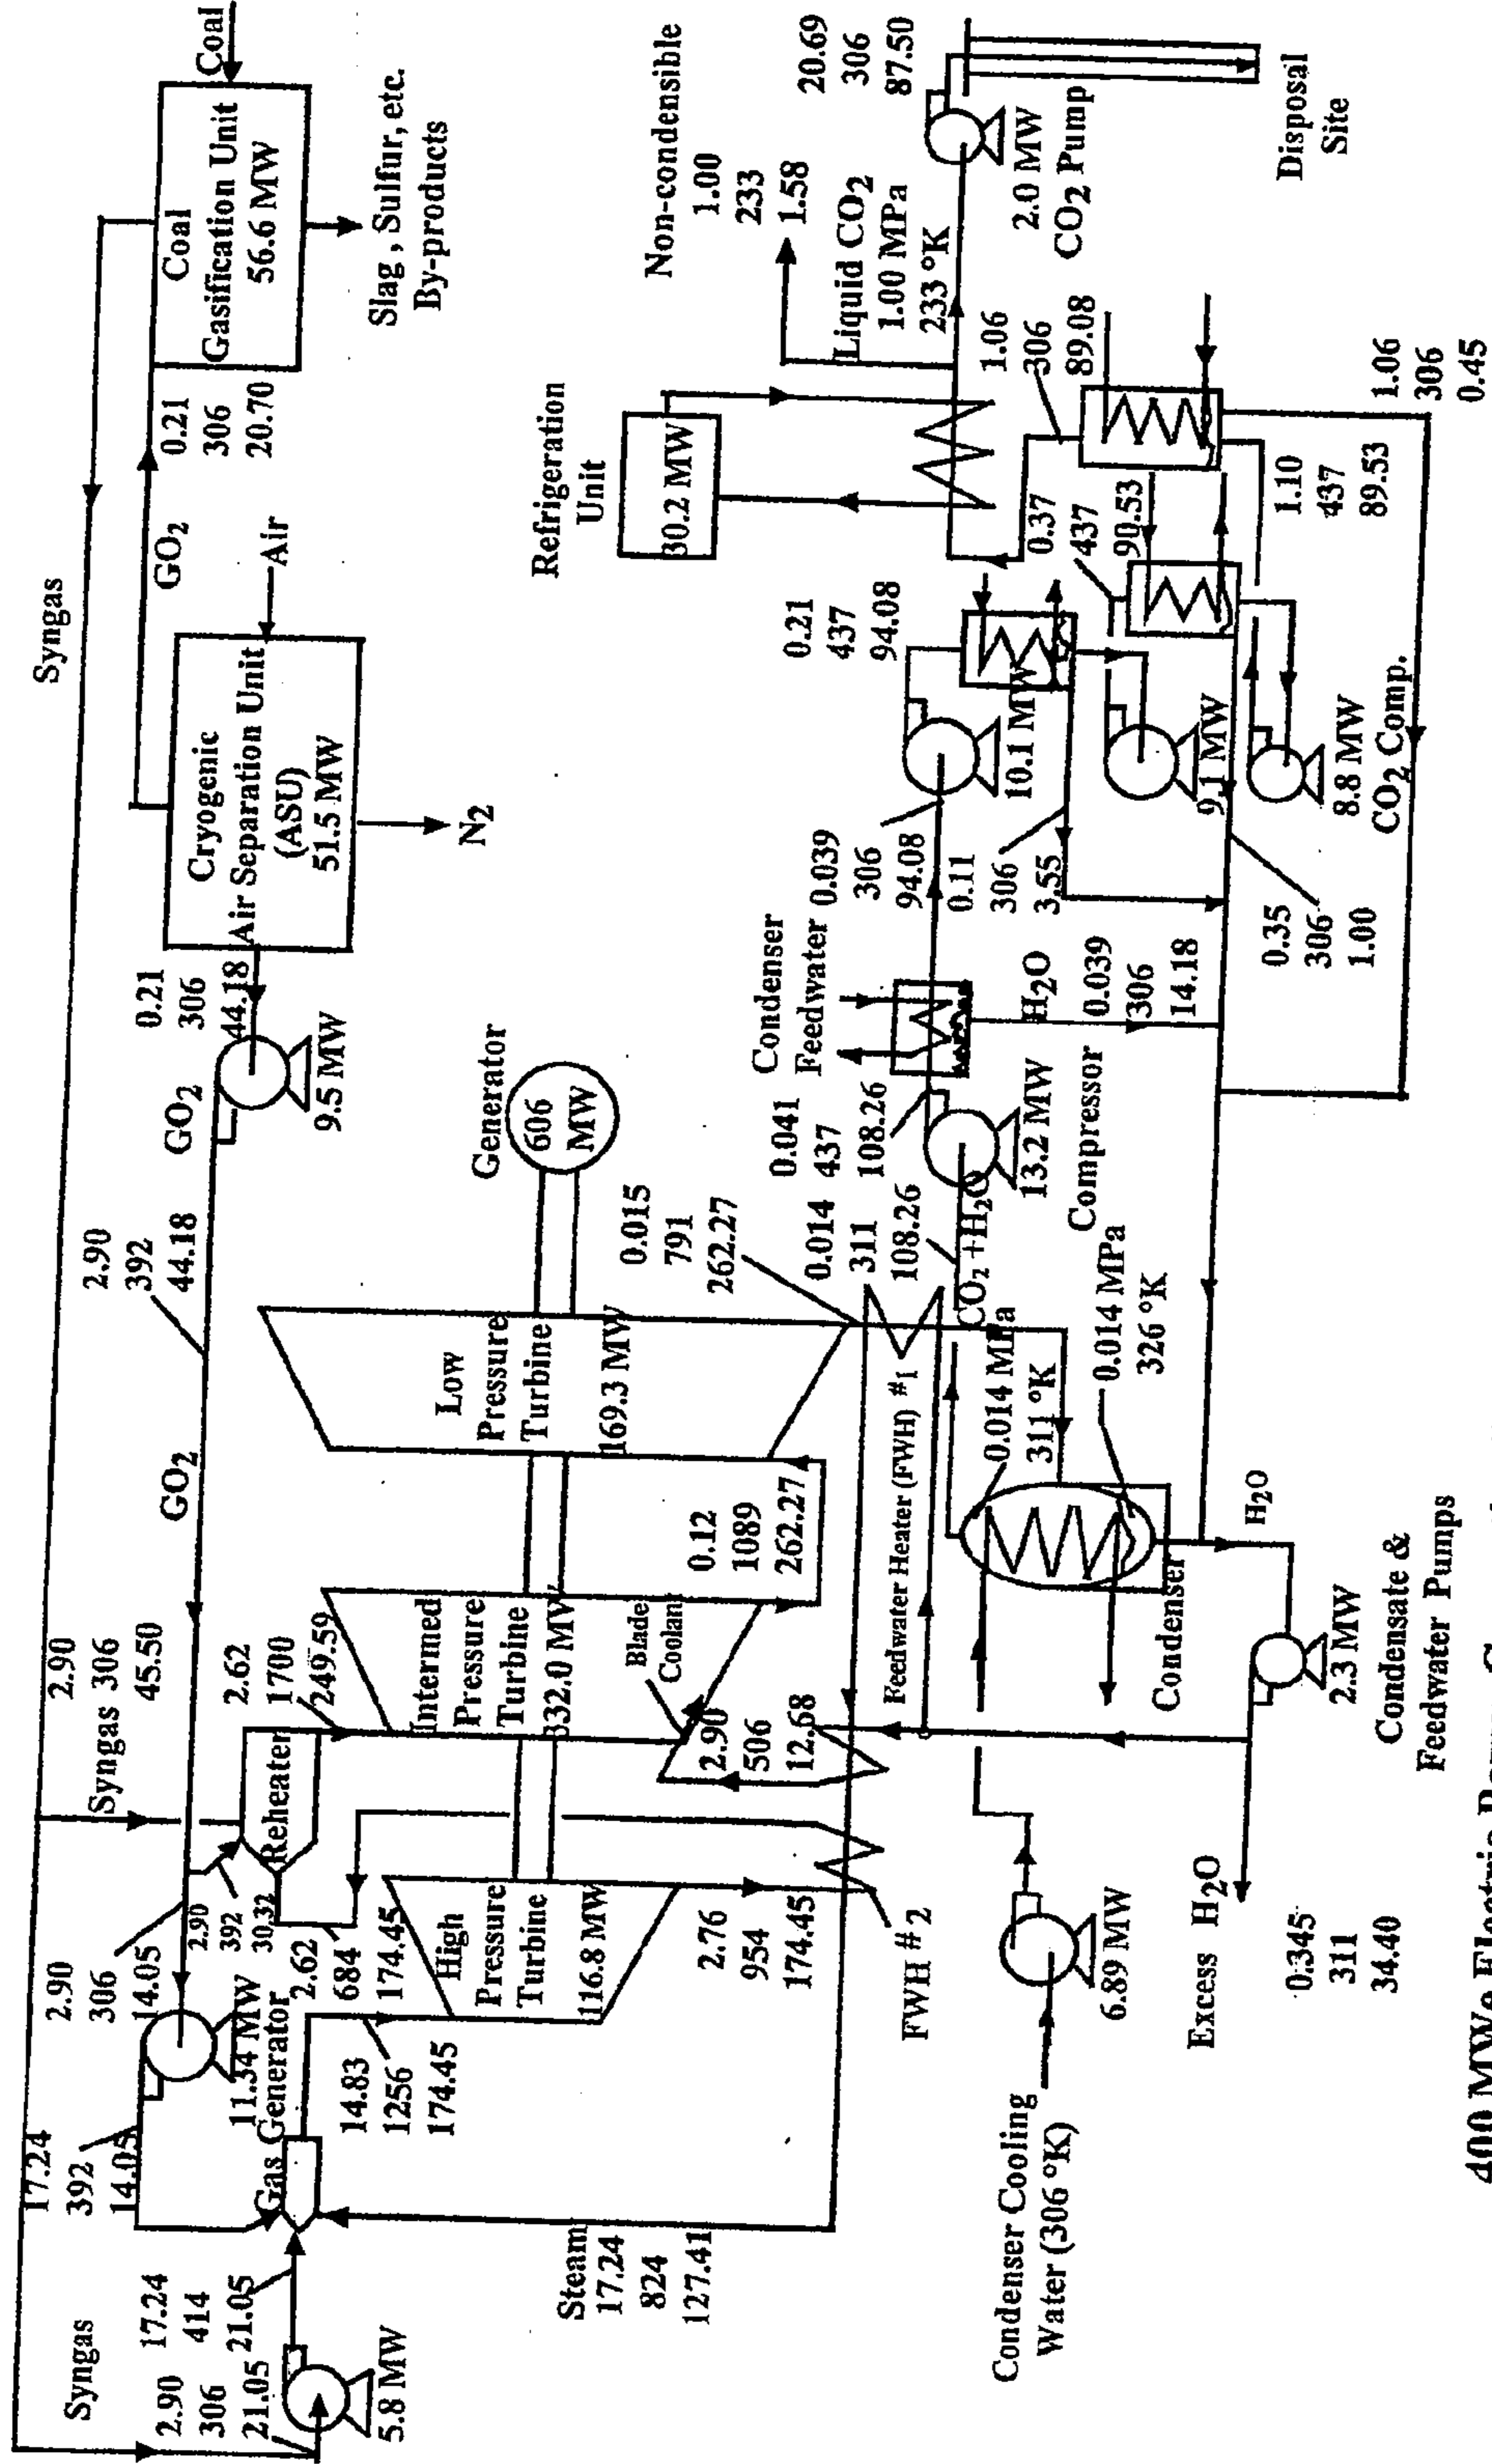 Syngas
Coal
Coal
Gasification Unit
56.6 MW
Slag , Sulfur, etc.
By-products
GO2
0.21
306
20.70
Cryogenic
Air Separation Unit
(ASU)
51.5 MW
Air
N2
0.21
306
44.18
GO2
9.5 MW
2.90
392
44.18
GO2
Generator
606
MW
Low
Pressure
Turbine
169.3 MW
0.015
791
262.27
Intermed
Pressure
Turbine
332.0 MW
0.12
1089
262.27
Blade
Coolant
2.90
306
45.50
Syngas
2.62
1700
249.59
Reheater
2.90
392
30.32
2.90
306
14.05
11.34 MW
2.62
684
174.45
High
Pressure
Turbine
116.8 MW
2.76
954
174.45
FWH # 2
2.90
506
12.68
17.24
392
14.05
Gas Generator
14.83
1256
174.45
Syngas
17.24
414
21.05
2.90
306
21.05
5.8 MW
Steam
17.24
824
127.41
Feedwater Heater (FWH) #1
Condenser Cooling
Water (306 °K)
6.89 MW
Condenser
0.014 MPa
311 °K
0.014 MPa
326 °K
H2O
2.3 MW
Condensate &
Feedwater Pumps
Excess H2O
0.345
311
34.40
0.014
311
108.26
CO2 +H2O
13.2 MW
Compressor
0.041
437
108.26
Condenser
Feedwater
H2O
0.039
306
14.18
0.039
306
94.08
10.1 MW
0.11
306
3.55
0.21
437
94.08
9.1 MW
0.35
306
1.00
8.8 MW
CO2 Comp.
0.37
437
90.53
1.10
437
89.53
1.06
306
0.45
1.06
306
89.08
Refrigeration
Unit
30.2 MW
Non-condensible
1.00
233
1.58
Liquid CO2
1.00 MPa
233 °K
2.0 MW
CO2 Pump
20.69
306
87.50
Disposal
Site
400 MWe Electric Power